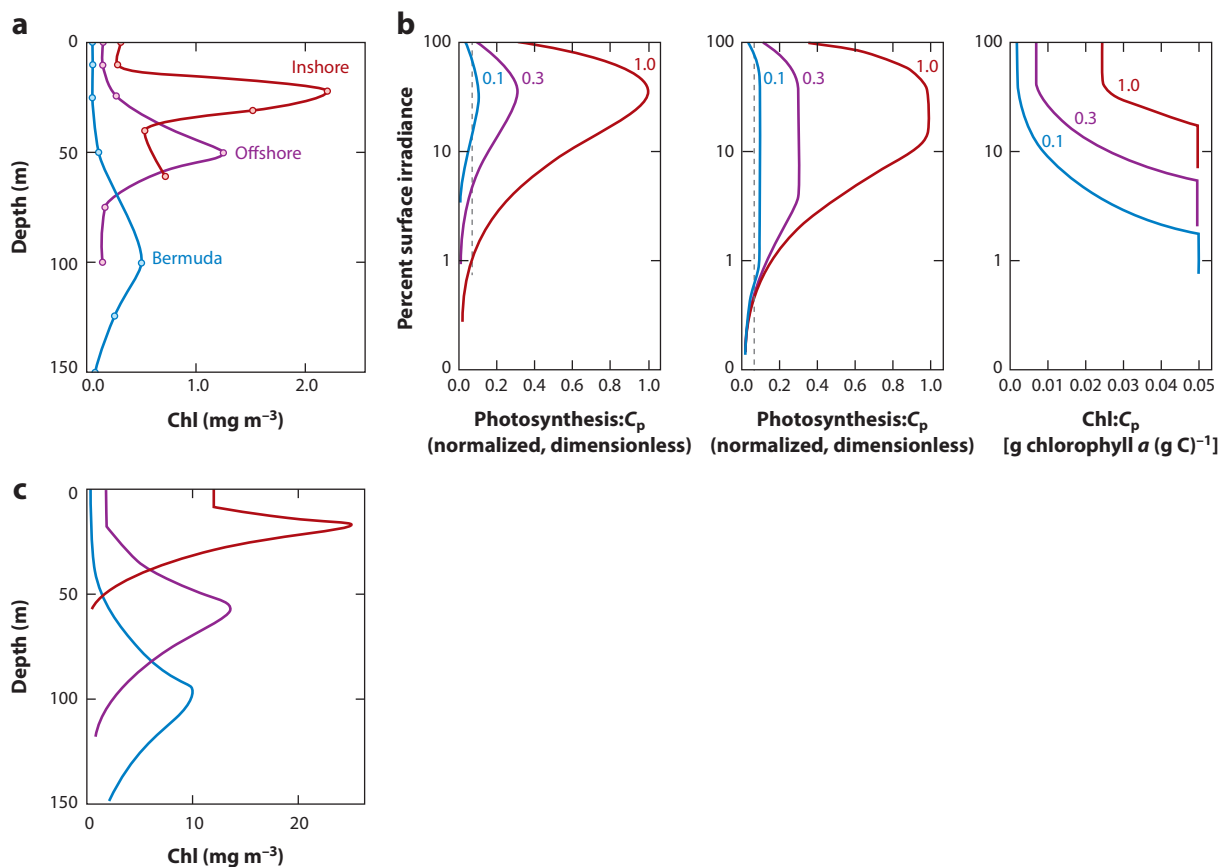 a
0
50
100
150
Depth (m)
Inshore
Offshore
Bermuda
0.0 1.0 2.0
Chl (mg m⁻³)
b
100
10
1
0
Percent surface irradiance
0.1
0.3
1.0
0.0 0.2 0.4 0.6 0.8 1.0
Photosynthesis:Cp
(normalized, dimensionless)
100
10
1
0
0.1
0.3
1.0
0.0 0.2 0.4 0.6 0.8 1.0
Photosynthesis:Cp
(normalized, dimensionless)
100
10
1
0
1.0
0.3
0.1
0.0 0.01 0.02 0.03 0.04 0.05
Chl:Cp
[g chlorophyll a (g C)⁻¹]
c
0
50
100
150
Depth (m)
0 10 20
Chl (mg m⁻³)